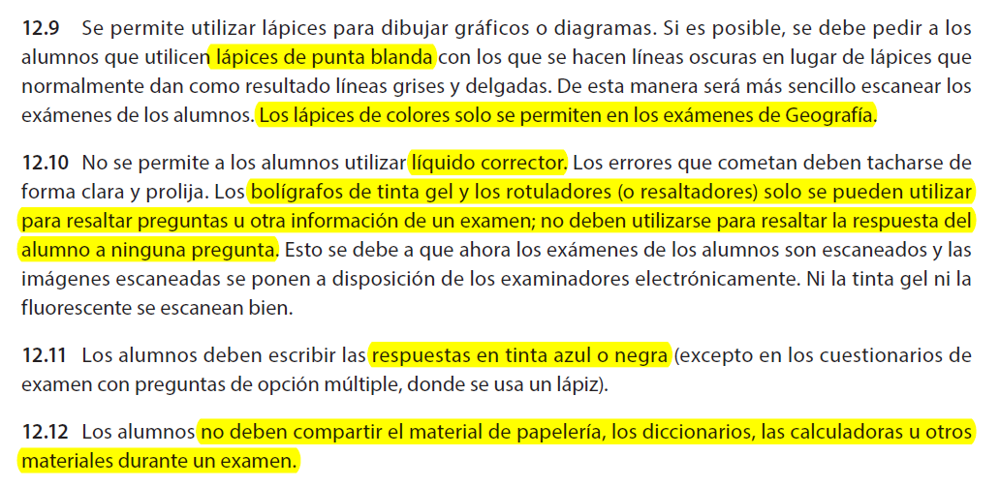 12.9 Se permite utilizar lápices para dibujar gráficos o diagramas. Si es posible, se debe pedir a los
alumnos que utilicen lápices de punta blanda con los que se hacen líneas oscuras en lugar de lápices que
normalmente dan como resultado líneas grises y delgadas. De esta manera será más sencillo escanear los
exámenes de los alumnos. Los lápices de colores solo se permiten en los exámenes de Geografía.
12.10 No se permite a los alumnos utilizar líquido corrector. Los errores que cometan deben tacharse de
forma clara y prolija. Los bolígrafos de tinta gel y los rotuladores (o resaltadores) solo se pueden utilizar
para resaltar preguntas u otra información de un examen; no deben utilizarse para resaltar la respuesta del
alumno a ninguna pregunta. Esto se debe a que ahora los exámenes de los alumnos son escaneados y las
imágenes escaneadas se ponen a disposición de los examinadores electrónicamente. Ni la tinta gel ni la
fluorescente se escanean bien.
12.11 Los alumnos deben escribir las respuestas en tinta azul o negra (excepto en los cuestionarios de
examen con preguntas de opción múltiple, donde se usa un lápiz).
12.12 Los alumnos no deben compartir el material de papelería, los diccionarios, las calculadoras u otros
materiales durante un examen.